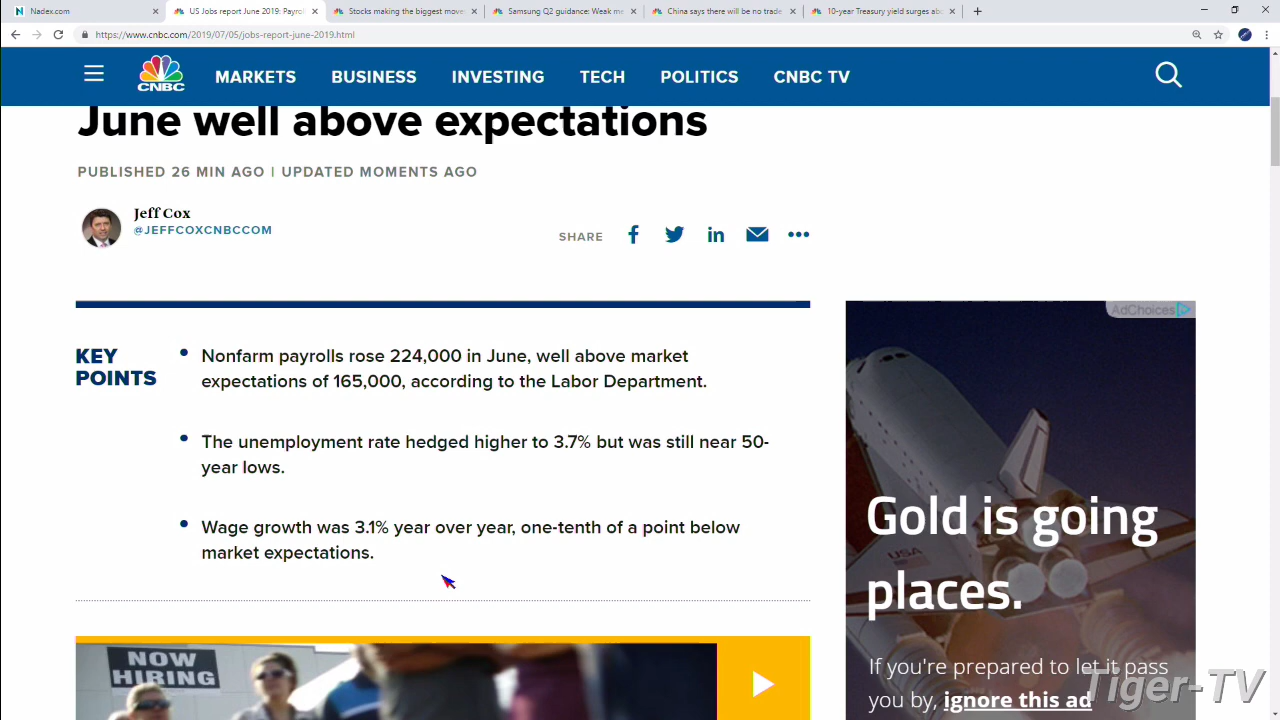 Nadex.com
US Jobs report June 2019: Payrol
Stocks making the biggest move
Samsung Q2 guidance: Weak me
China says there will be no trade
10-year Treasury yield surges abo
https://www.cnbc.com/2019/07/05/jobs-report-june-2019.html
CNBC
MARKETS BUSINESS INVESTING TECH POLITICS CNBC TV
June well above expectations
PUBLISHED 26 MIN AGO | UPDATED MOMENTS AGO
Jeff Cox
@JEFFCOXCNBCCOM
SHARE
KEY
POINTS
Nonfarm payrolls rose 224,000 in June, well above market
expectations of 165,000, according to the Labor Department.
The unemployment rate hedged higher to 3.7% but was still near 50-
year lows.
Wage growth was 3.1% year over year, one-tenth of a point below
market expectations.
NOW
HIRING
AdChoices
USA
Gold is going
places.
If you're prepared to let it pass
you by, ignore this ad
Tiger-TV